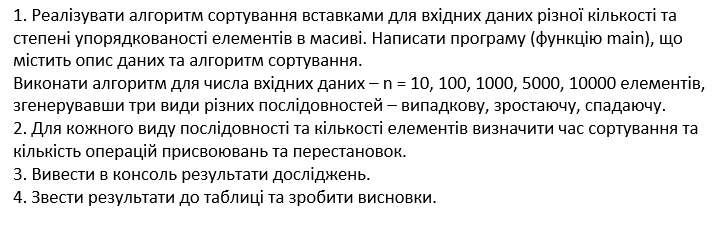 1. Реалізувати алгоритм сортування вставками для вхідних даних різної кількості та
степені упорядкованості елементів в масиві. Написати програму (функцію main), що
містить опис даних та алгоритм сортування.
Виконати алгоритм для числа вхідних даних – n = 10, 100, 1000, 5000, 10000 елементів,
згенерувавши три види різних послідовностей – випадкову, зростаючу, спадаючу.
2. Для кожного виду послідовності та кількості елементів визначити час сортування та
кількість операцій присвоювань та перестановок.
3. Вивести в консоль результати досліджень.
4. Звести результати до таблиці та зробити висновки.